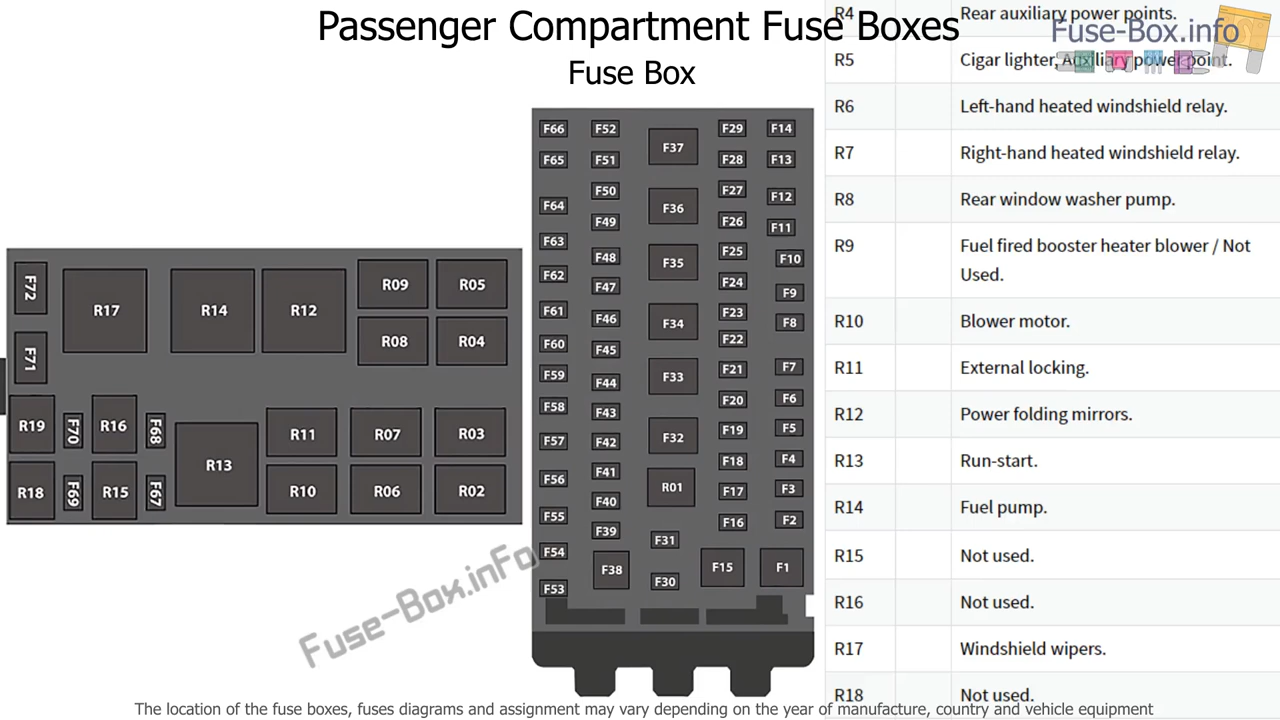 Passenger Compartment Fuse Boxes
Fuse Box
Fuse-Box.info
F72
R17
R14
R12
R09
R05
F71
R08
R04
R19
F70
R16
F68
R13
R11
R07
R03
R18
F69
R15
F67
R10
R06
R02
F66
F65
F64
F63
F62
F61
F60
F59
F58
F57
F56
F55
F54
F53
F52
F51
F50
F49
F48
F47
F46
F45
F44
F43
F42
F41
F40
F39
F38
F37
F36
F35
F34
F33
F32
R01
F31
F30
F29
F28
F27
F26
F25
F24
F23
F22
F21
F20
F19
F18
F17
F16
F15
F14
F13
F12
F11
F10
F9
F8
F7
F6
F5
F4
F3
F2
F1
Fuse-Box.inFo
R4 Rear auxiliary power points.
R5 Cigar lighter, Auxiliary power point.
R6 Left-hand heated windshield relay.
R7 Right-hand heated windshield relay.
R8 Rear window washer pump.
R9 Fuel fired booster heater blower / Not
Used.
R10 Blower motor.
R11 External locking.
R12 Power folding mirrors.
R13 Run-start.
R14 Fuel pump.
R15 Not used.
R16 Not used.
R17 Windshield wipers.
R18 Not used.
The location of the fuse boxes, fuses diagrams and assignment may vary depending on the year of manufacture, country and vehicle equipment